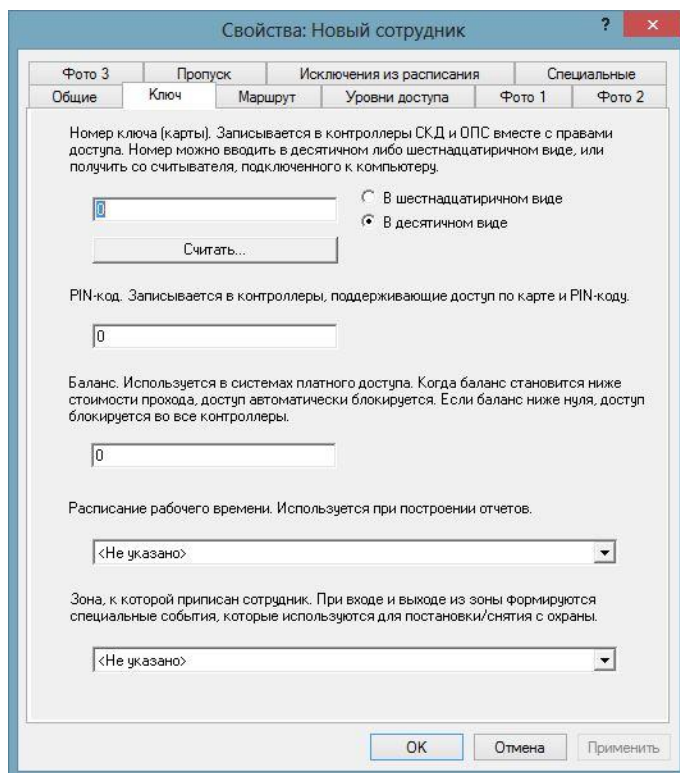 Свойства: Новый сотрудник
?
×
Фото 3
Пропуск
Исключения из расписания
Специальные
Общие
Ключ
Маршрут
Уровни доступа
Фото 1
Фото 2
Номер ключа (карты). Записывается в контроллеры СКД и ОПС вместе с правами
доступа. Номер можно вводить в десятичном либо шестнадцатиричном виде, или
получить со считывателя, подключенного к компьютеру.
0
В шестнадцатиричном виде
В десятичном виде
Считать...
PIN-код. Записывается в контроллеры, поддерживающие доступ по карте и PIN-коду.
0
Баланс. Используется в системах платного доступа. Когда баланс становится ниже
стоимости прохода, доступ автоматически блокируется. Если баланс ниже нуля, доступ
блокируется во все контроллеры.
0
Расписание рабочего времени. Используется при построении отчетов.
<Не указано>
Зона, к которой приписан сотрудник. При входе и выходе из зоны формируются
специальные события, которые используются для постановки/снятия с охраны.
<Не указано>
OK
Отмена
Применить